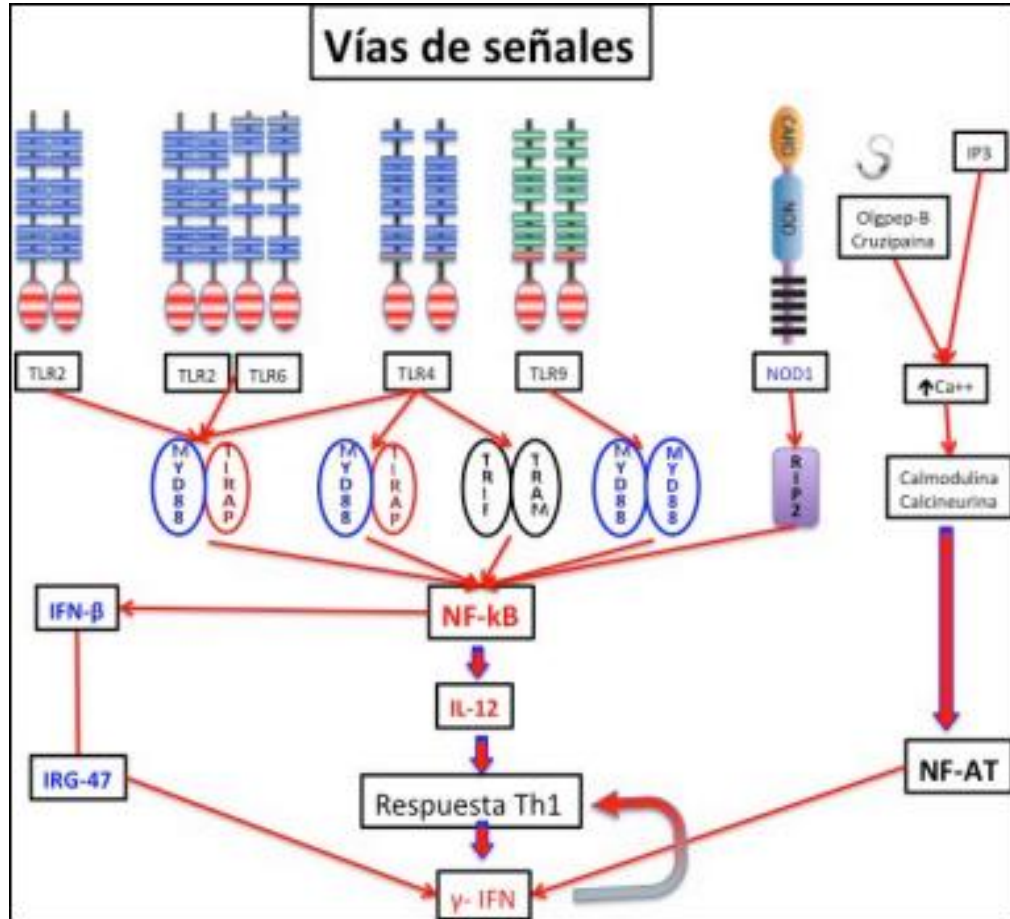 Vías de señales
CARD
NOD
IP3
Olgpep-B
Cruzipaina
TLR2
TLR2
TLR6
TLR4
TLR9
NOD1
↑Ca++
MYD88
TIRAP
MYD88
TIRAP
TRIF
TRAM
MYD88
MYD88
RIP2
Calmodulina
Calcineurina
IFN-β
NF-kB
IL-12
IRG-47
Respuesta Th1
NF-AT
γ- IFN